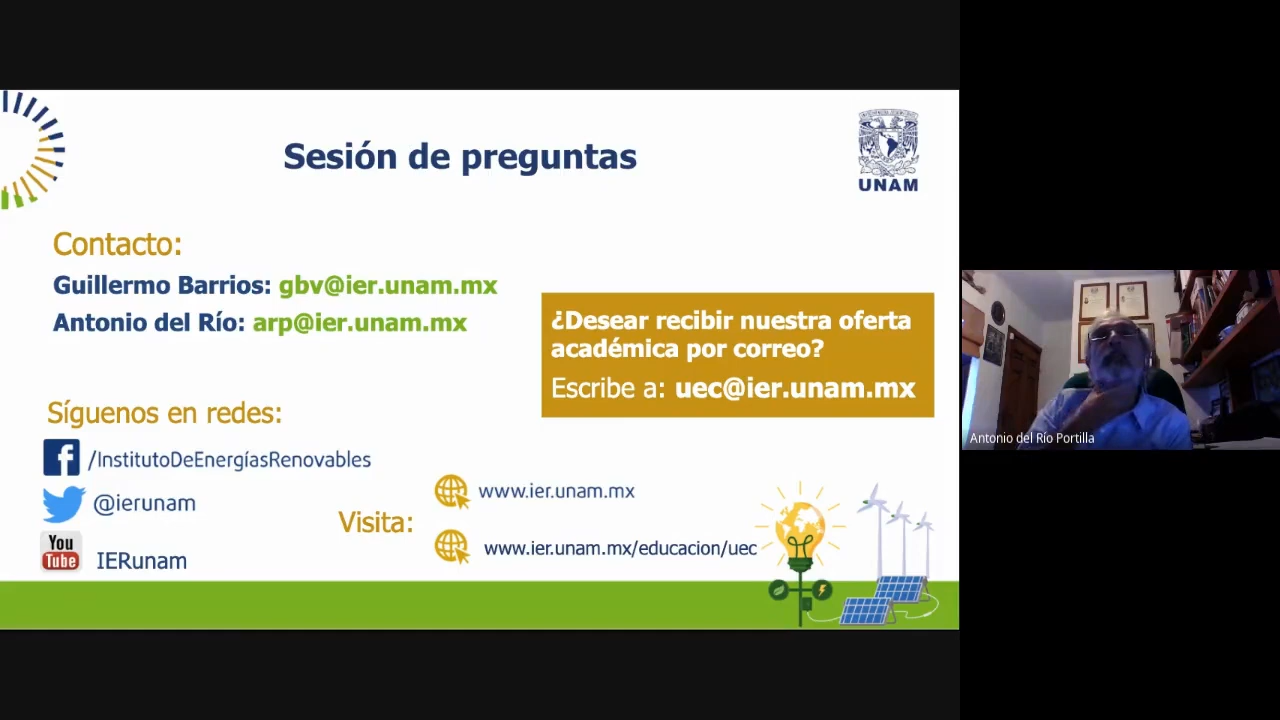 Sesión de preguntas
UNAM
Contacto:
Guillermo Barrios: gbv@ier.unam.mx
Antonio del Río: arp@ier.unam.mx
¿Desear recibir nuestra oferta
académica por correo?
Escribe a: uec@ier.unam.mx
Síguenos en redes:
/InstitutoDeEnergíasRenovables
@ierunam
You
Tube
IERunam
Visita:
www.ier.unam.mx
www.ier.unam.mx/educacion/uec
Antonio del Río Portilla